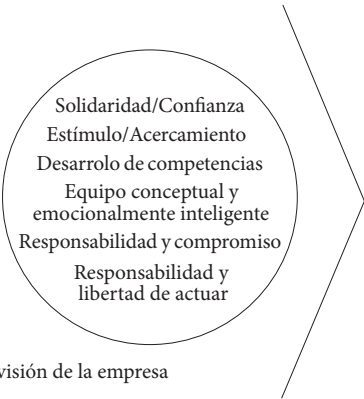 Solidaridad/Confianza
Estímulo/Acercamiento
Desarrolo de competencias
Equipo conceptual y
emocionalmente inteligente
Responsabilidad y compromiso
Responsabilidad y
libertad de actuar
visión de la empresa